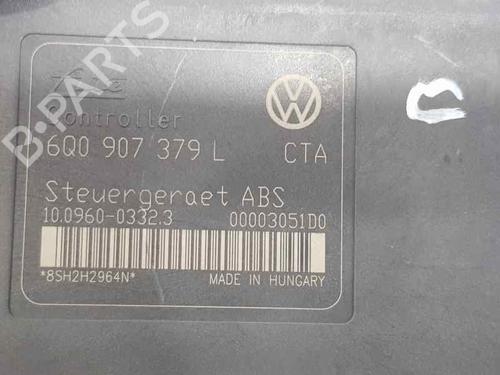 Controller
6Q0 907 379 L CTA
Steuergeraet ABS
10.0960-0332.3 00003051D0
*8SH2H2964N* MADE IN HUNGARY
B-PARTS